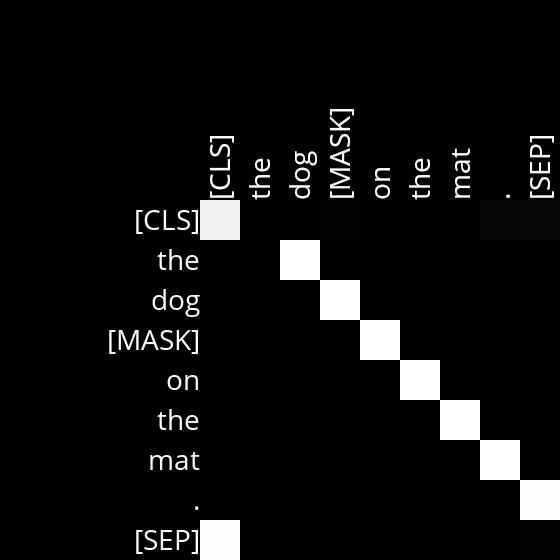 [CLS] the dog [MASK] on the mat . [SEP]
[CLS]
the
dog
[MASK]
on
the
mat
.
[SEP]